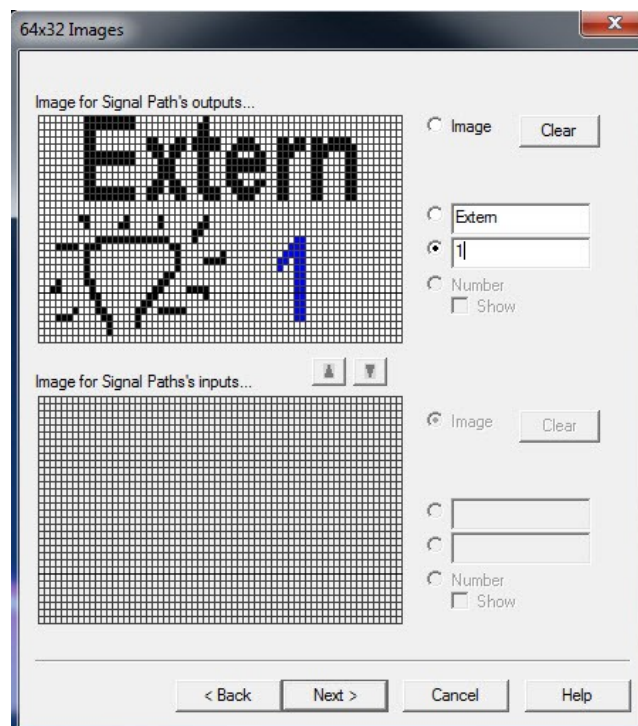 64x32 Images
Image for Signal Path's outputs...
Extern
1
Image
Clear
Extern
1
Number
Show
Image for Signal Paths's inputs...
Image
Clear
Number
Show
< Back
Next >
Cancel
Help